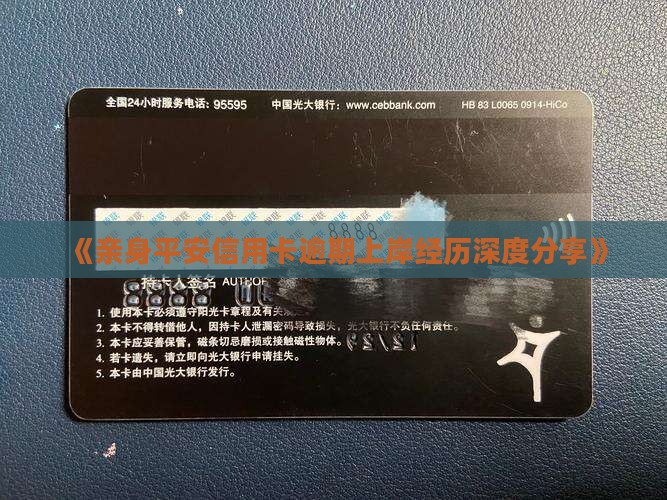 全国24小时服务电话: 95595 中国光大银行: www.cebbank.com HB 83 L0065 0914-HiCo
8888
《亲身平安信用卡逾期上岸经历深度分享》
持卡人签名
1. 使用本卡必须遵守阳光卡章程及有关
2. 本卡不得转借他人,因持卡人泄漏密码导致损失,光大银行不负任何责任。
3. 本卡应妥善保管,磁条切忌磨损或接触磁性物体。
4. 若卡遗失,请立即向光大银行申请挂失。
5. 本卡由中国光大银行发行。